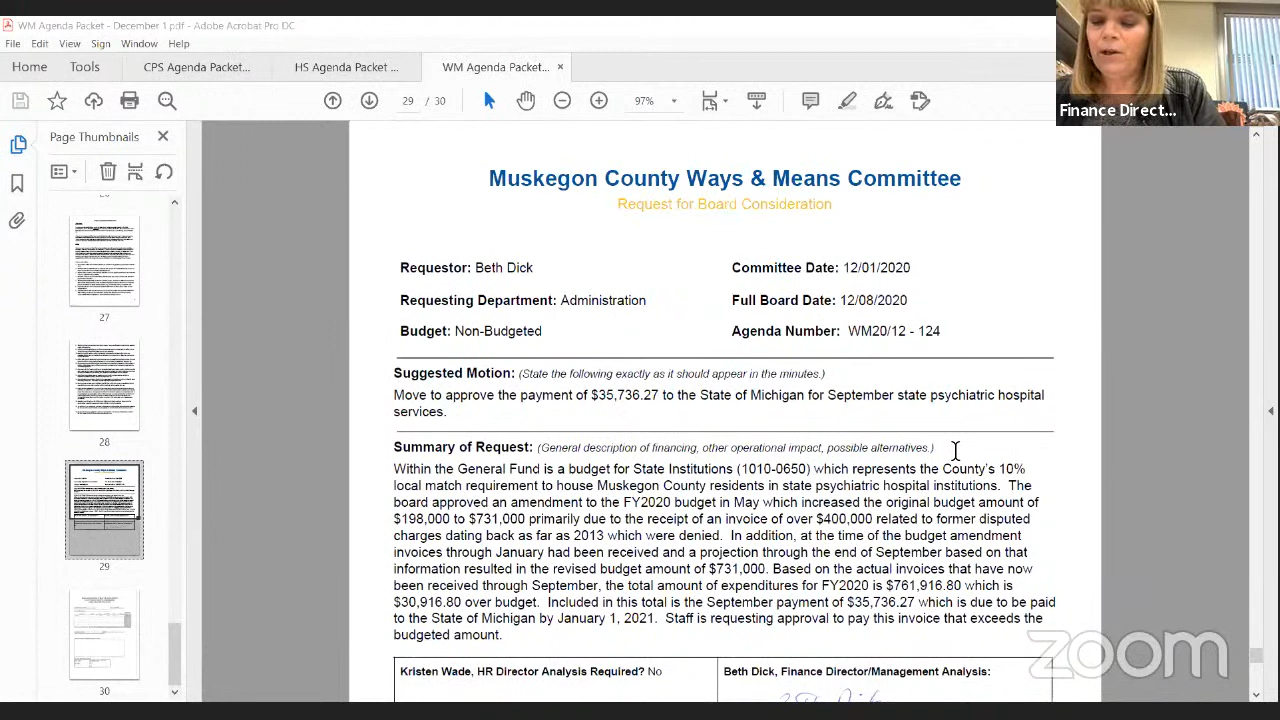 WM Agenda Packet - December 1.pdf - Adobe Acrobat Pro DC
File Edit View Sign Window Help
Home Tools CPS Agenda Packet... HS Agenda Packet ... WM Agenda Packet... ×
29 / 30 97%
Finance Direct...
Page Thumbnails
27
28
29
30
Muskegon County Ways & Means Committee
Request for Board Consideration
Requestor: Beth Dick Committee Date: 12/01/2020
Requesting Department: Administration Full Board Date: 12/08/2020
Budget: Non-Budgeted Agenda Number: WM20/12 - 124
Suggested Motion: (State the following exactly as it should appear in the minutes.)
Move to approve the payment of $35,736.27 to the State of Michigan for September state psychiatric hospital
services.
Summary of Request: (General description of financing, other operational impact, possible alternatives.)
Within the General Fund is a budget for State Institutions (1010-0650) which represents the County's 10%
local match requirement to house Muskegon County residents in state psychiatric hospital institutions. The
board approved an amendment to the FY2020 budget in May which increased the original budget amount of
$198,000 to $731,000 primarily due to the receipt of an invoice of over $400,000 related to former disputed
charges dating back as far as 2013 which were denied. In addition, at the time of the budget amendment
invoices through January had been received and a projection through the end of September based on that
information resulted in the revised budget amount of $731,000. Based on the actual invoices that have now
been received through September, the total amount of expenditures for FY2020 is $761,916.80 which is
$30,916.80 over budget. Included in this total is the September payment of $35,736.27 which is due to be paid
to the State of Michigan by January 1, 2021. Staff is requesting approval to pay this invoice that exceeds the
budgeted amount.
Kristen Wade, HR Director Analysis Required? No Beth Dick, Finance Director/Management Analysis:
zoom